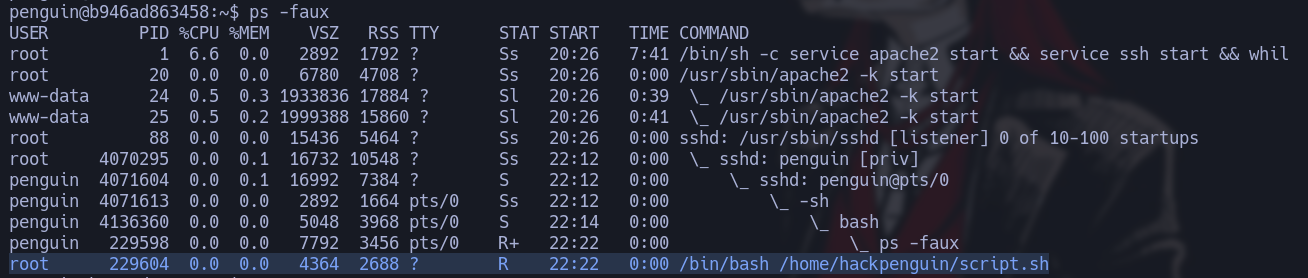 penguin@b946ad863458:~$ ps -faux
USER         PID %CPU %MEM    VSZ   RSS TTY      STAT START   TIME COMMAND
root           1  6.6  0.0   2892  1792 ?        Ss   20:26   7:41 /bin/sh -c service apache2 start && service ssh start && whil
root          20  0.0  0.0   6780  4708 ?        Ss   20:26   0:00 /usr/sbin/apache2 -k start
www-data      24  0.5  0.3 1933836 17884 ?       Sl   20:26   0:39  \_ /usr/sbin/apache2 -k start
www-data      25  0.5  0.2 1999388 15860 ?       Sl   20:26   0:41  \_ /usr/sbin/apache2 -k start
root          88  0.0  0.0  15436  5464 ?        Ss   20:26   0:00 sshd: /usr/sbin/sshd [listener] 0 of 10-100 startups
root     4070295  0.0  0.1  16732 10548 ?        Ss   22:12   0:00  \_ sshd: penguin [priv]
penguin  4071604  0.0  0.1  16992  7384 ?        S    22:12   0:00      \_ sshd: penguin@pts/0
penguin  4071613  0.0  0.0   2892  1664 pts/0    Ss   22:12   0:00          \_ -sh
penguin  4136360  0.0  0.0   5048  3968 pts/0    S    22:14   0:00              \_ bash
penguin   229598  0.0  0.0   7792  3456 pts/0    R+   22:22   0:00                  \_ ps -faux
root      229604  0.0  0.0   4364  2688 ?        R    22:22   0:00 /bin/bash /home/hackpenguin/script.sh